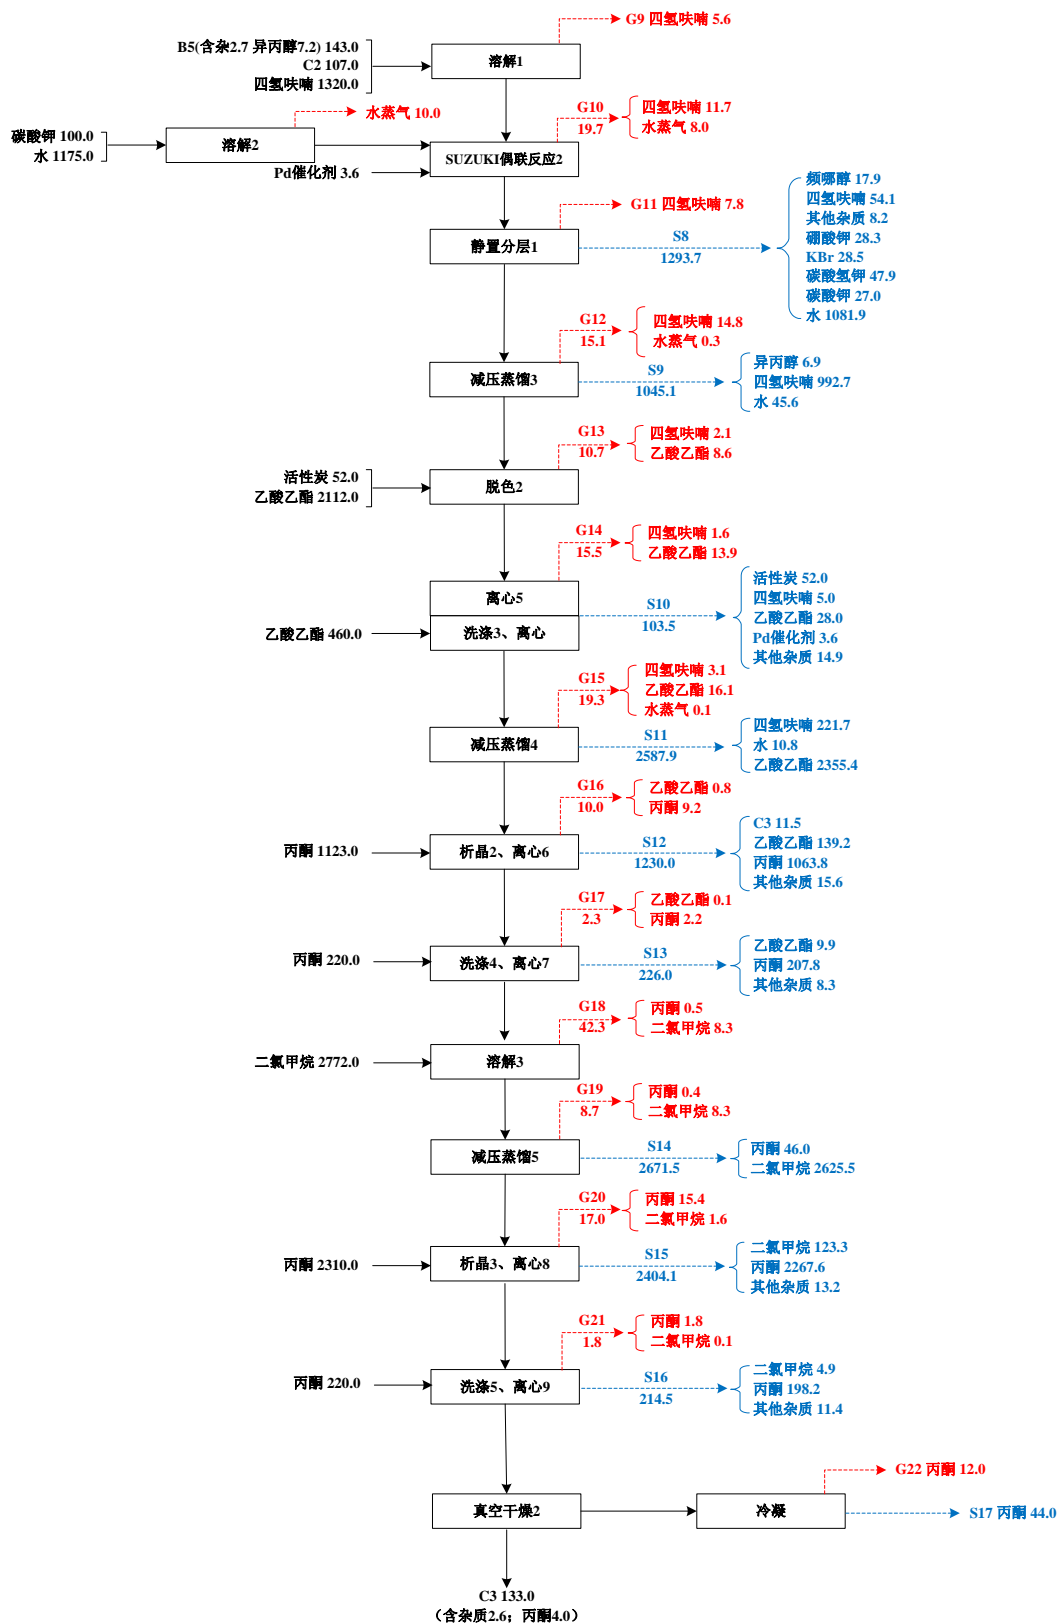 G9 四氢呋喃 5.6
B5(含杂2.7 异丙醇7.2) 143.0
C2 107.0
四氢呋喃 1320.0
溶解1
水蒸气 10.0
G10
19.7
四氢呋喃 11.7
水蒸气 8.0
碳酸钾 100.0
水 1175.0
溶解2
SUZUKI偶联反应2
Pd催化剂 3.6
G11 四氢呋喃 7.8
静置分层1
S8
1293.7
频哪醇 17.9
四氢呋喃 54.1
其他杂质 8.2
硼酸钾 28.3
KBr 28.5
碳酸氢钾 47.9
碳酸钾 27.0
水 1081.9
G12
15.1
四氢呋喃 14.8
水蒸气 0.3
减压蒸馏3
S9
1045.1
异丙醇 6.9
四氢呋喃 992.7
水 45.6
G13
10.7
四氢呋喃 2.1
乙酸乙酯 8.6
活性炭 52.0
乙酸乙酯 2112.0
脱色2
G14
15.5
四氢呋喃 1.6
乙酸乙酯 13.9
离心5
乙酸乙酯 460.0
洗涤3、离心
S10
103.5
活性炭 52.0
四氢呋喃 5.0
乙酸乙酯 28.0
Pd催化剂 3.6
其他杂质 14.9
G15
19.3
四氢呋喃 3.1
乙酸乙酯 16.1
水蒸气 0.1
减压蒸馏4
S11
2587.9
四氢呋喃 221.7
水 10.8
乙酸乙酯 2355.4
G16
10.0
乙酸乙酯 0.8
丙酮 9.2
丙酮 1123.0
析晶2、离心6
S12
1230.0
C3 11.5
乙酸乙酯 139.2
丙酮 1063.8
其他杂质 15.6
G17
2.3
乙酸乙酯 0.1
丙酮 2.2
丙酮 220.0
洗涤4、离心7
S13
226.0
乙酸乙酯 9.9
丙酮 207.8
其他杂质 8.3
G18
42.3
丙酮 0.5
二氯甲烷 8.3
二氯甲烷 2772.0
溶解3
G19
8.7
丙酮 0.4
二氯甲烷 8.3
减压蒸馏5
S14
2671.5
丙酮 46.0
二氯甲烷 2625.5
G20
17.0
丙酮 15.4
二氯甲烷 1.6
丙酮 2310.0
析晶3、离心8
S15
2404.1
二氯甲烷 123.3
丙酮 2267.6
其他杂质 13.2
G21
1.8
丙酮 1.8
二氯甲烷 0.1
丙酮 220.0
洗涤5、离心9
S16
214.5
二氯甲烷 4.9
丙酮 198.2
其他杂质 11.4
G22 丙酮 12.0
真空干燥2
冷凝
S17 丙酮 44.0
C3 133.0
（含杂质2.6；丙酮4.0）